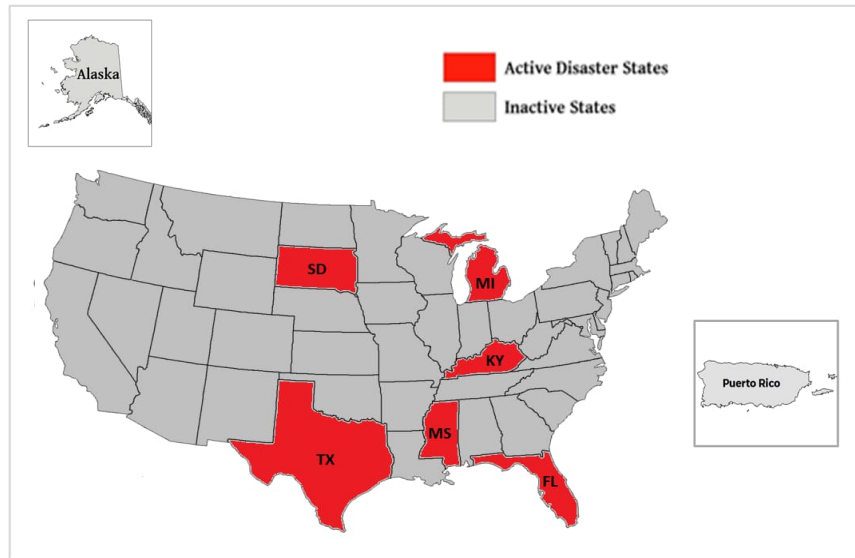 Alaska
Active Disaster States
Inactive States
SD
MI
KY
MS
TX
FL
Puerto Rico